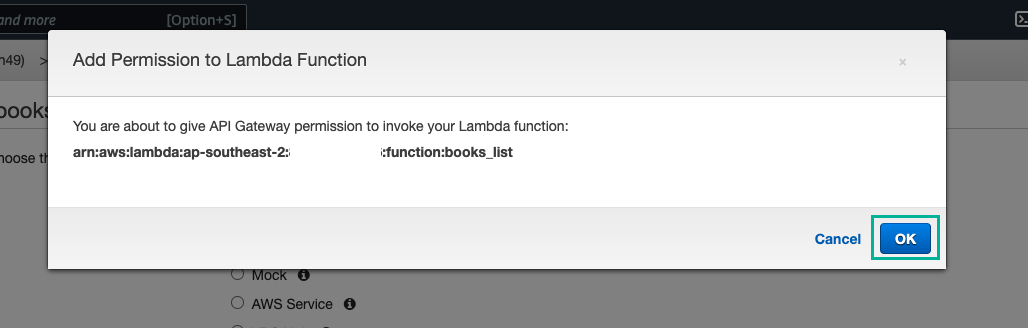 and more [Option+S]
Add Permission to Lambda Function ×
n49) >
books
You are about to give API Gateway permission to invoke your Lambda function:
arn:aws:lambda:ap-southeast-2: :function:books_list
hoose th
Cancel OK
Mock
AWS Service